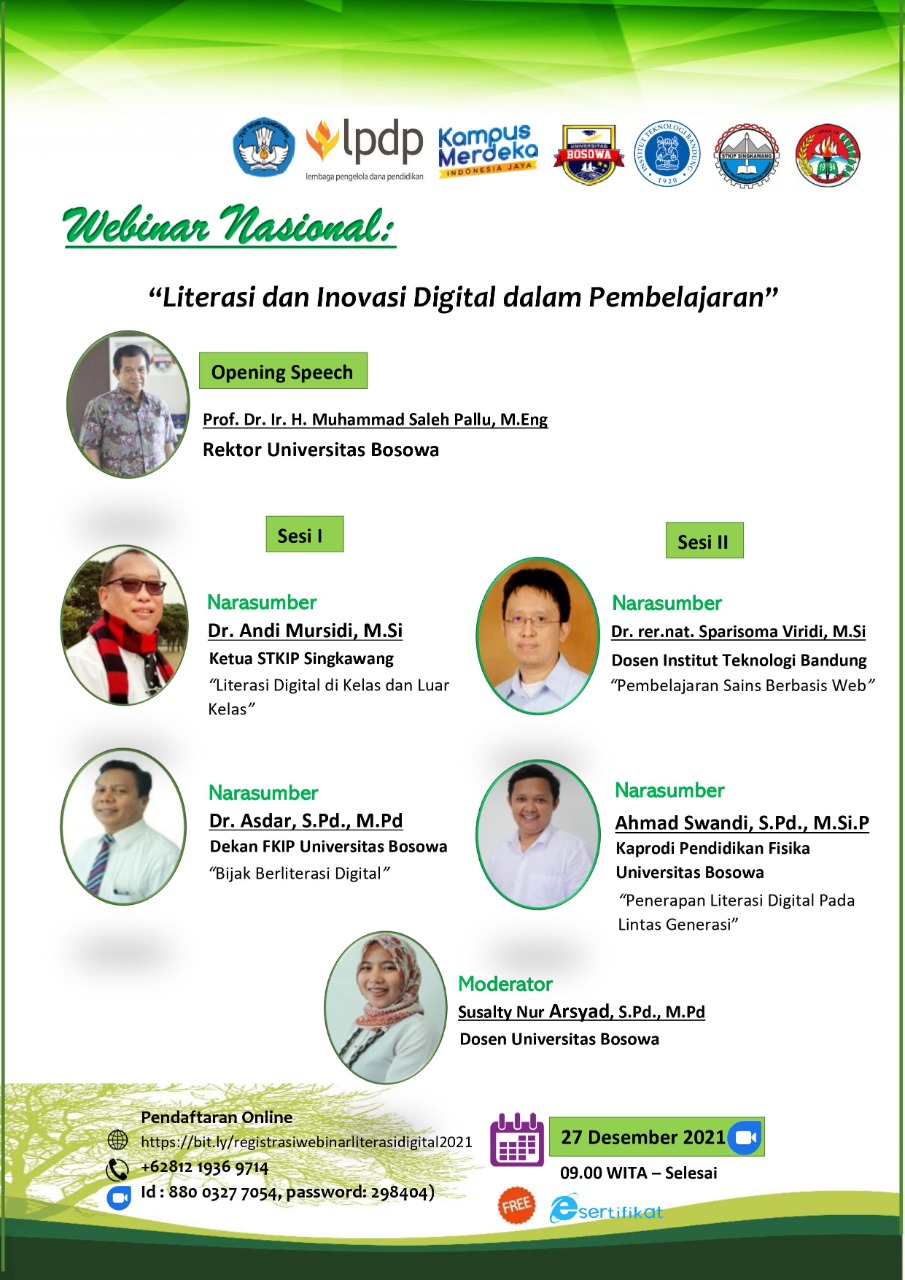 TUT WURI HANDAYANI
lpdp
lembaga pengelola dana pendidikan
Kampus
Merdeka
INDONESIA JAYA
UNIVERSITAS
BOSOWA
INSTITUT TEKNOLOGI BANDUNG
1920
STKIP SINGKAWANG
Webinar Nasional:
“Literasi dan Inovasi Digital dalam Pembelajaran”
Opening Speech
Prof. Dr. Ir. H. Muhammad Saleh Pallu, M.Eng
Rektor Universitas Bosowa
Sesi I
Narasumber
Dr. Andi Mursidi, M.Si
Ketua STKIP Singkawang
“Literasi Digital di Kelas dan Luar
Kelas”
Narasumber
Dr. Asdar, S.Pd., M.Pd
Dekan FKIP Universitas Bosowa
“Bijak Berliterasi Digital”
Sesi II
Narasumber
Dr. rer.nat. Sparisoma Viridi, M.Si
Dosen Institut Teknologi Bandung
“Pembelajaran Sains Berbasis Web”
Narasumber
Ahmad Swandi, S.Pd., M.Si.P
Kaprodi Pendidikan Fisika
Universitas Bosowa
“Penerapan Literasi Digital Pada
Lintas Generasi”
Moderator
Susalty Nur Arsyad, S.Pd., M.Pd
Dosen Universitas Bosowa
Pendaftaran Online
https://bit.ly/registrasiwebinarliterasidigital2021
+62812 1936 9714
Id : 880 0327 7054, password: 298404)
27 Desember 2021
09.00 WITA – Selesai
FREE
esertifikat